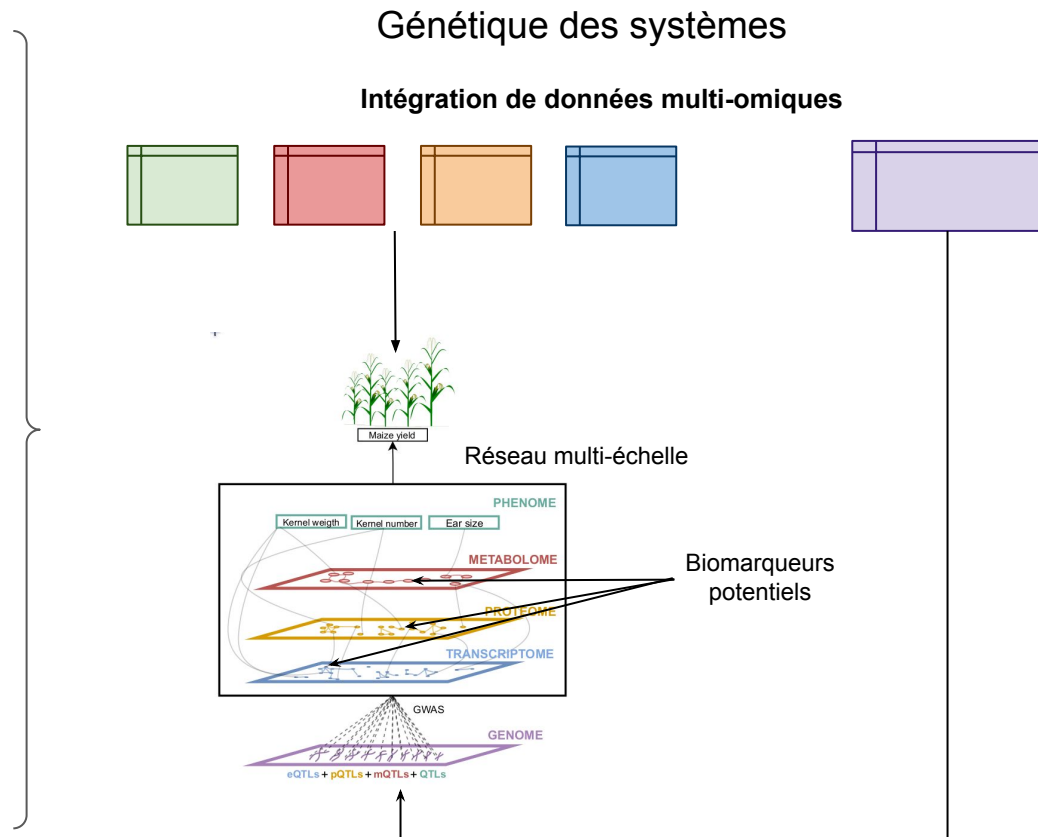 Génétique des systèmes
Intégration de données multi-omiques
Maize yield
Réseau multi-échelle
PHENOME
Kernel weigth
Kernel number
Ear size
METABOLOME
Biomarqueurs
potentiels
PROTEOME
TRANSCRIPTOME
GWAS
GENOME
eQTLs + pQTLs + mQTLs + QTLs